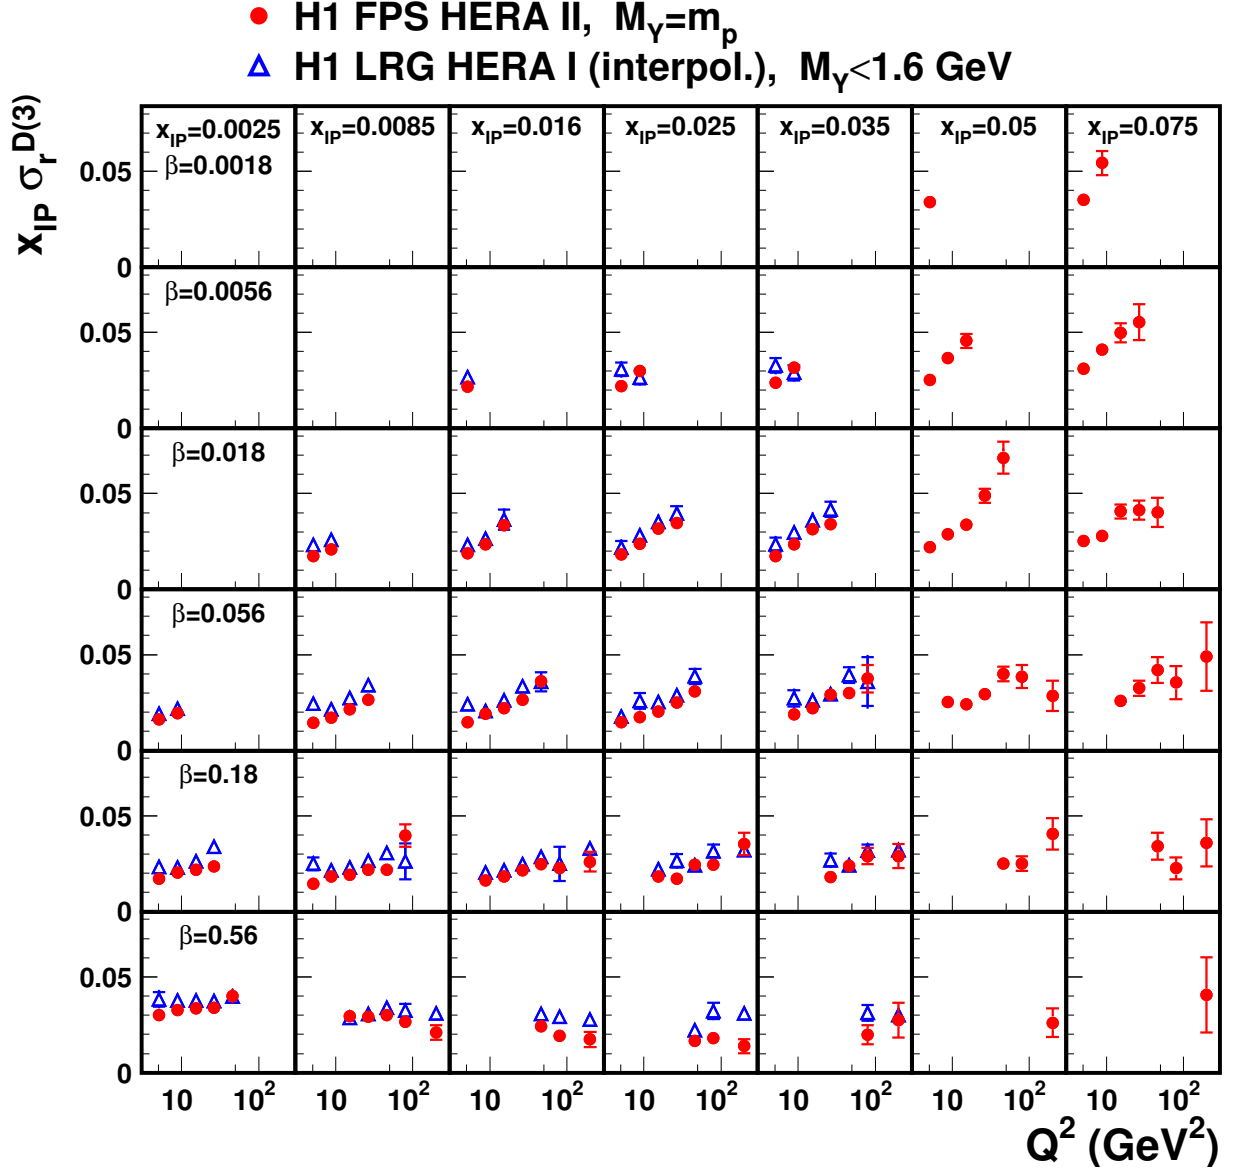 H1 FPS HERA II, M_Y=m_p
H1 LRG HERA I (interpol.), M_Y<1.6 GeV
x_IP σ_r^D(3)
x_IP=0.0025 x_IP=0.0085 x_IP=0.016 x_IP=0.025 x_IP=0.035 x_IP=0.05 x_IP=0.075
β=0.0018
0.05
0
β=0.0056
0.05
0
β=0.018
0.05
0
β=0.056
0.05
0
β=0.18
0.05
0
β=0.56
0.05
0
10 10^2 10 10^2 10 10^2 10 10^2 10 10^2 10 10^2 10 10^2
Q^2 (GeV^2)